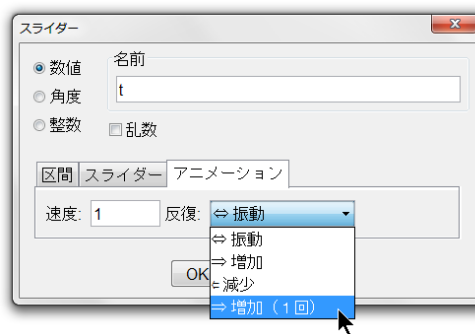 スライダー
数値
名前
t
角度
整数
乱数
区間 スライダー アニメーション
速度: 1 反復: ⇔ 振動
⇔ 振動
⇒ 増加
⇐ 減少
⇒ 増加（1回）
OK